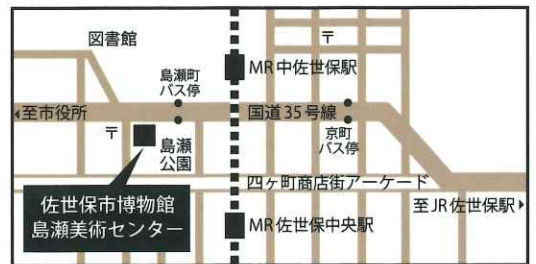 図書館
〒
島瀬町
バス停
MR中佐世保駅
◀至市役所
国道35号線
〒
島瀬
公園
京町
バス停
四ヶ町商店街アーケード
佐世保市博物館
島瀬美術センター
至JR佐世保駅▶
MR佐世保中央駅